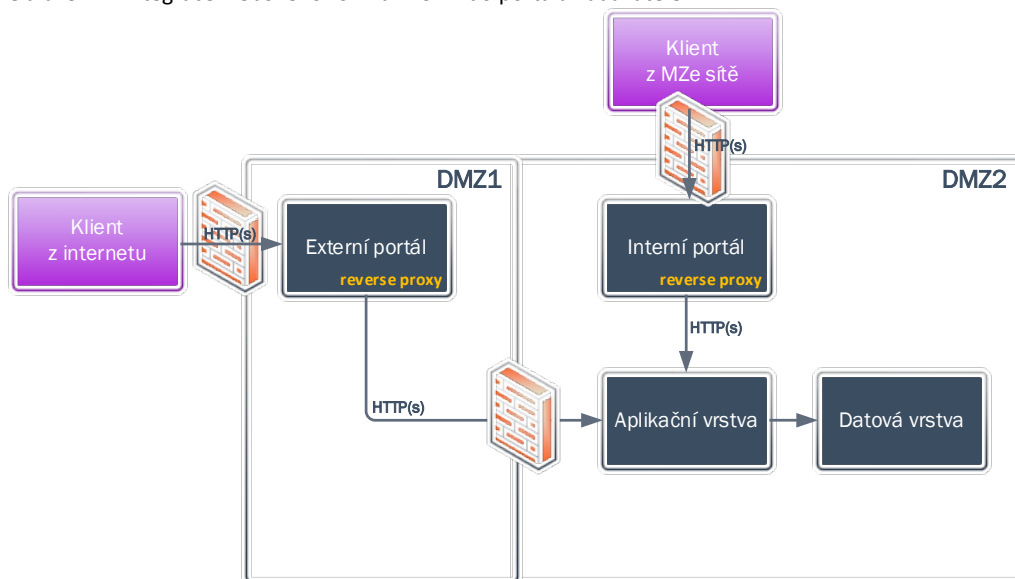 Klient
z MZe sítě
HTTP(s)
DMZ1
DMZ2
Klient
z internetu
HTTP(s)
Externí portál
reverse proxy
Interní portál
reverse proxy
HTTP(s)
HTTP(s)
Aplikační vrstva
Datová vrstva